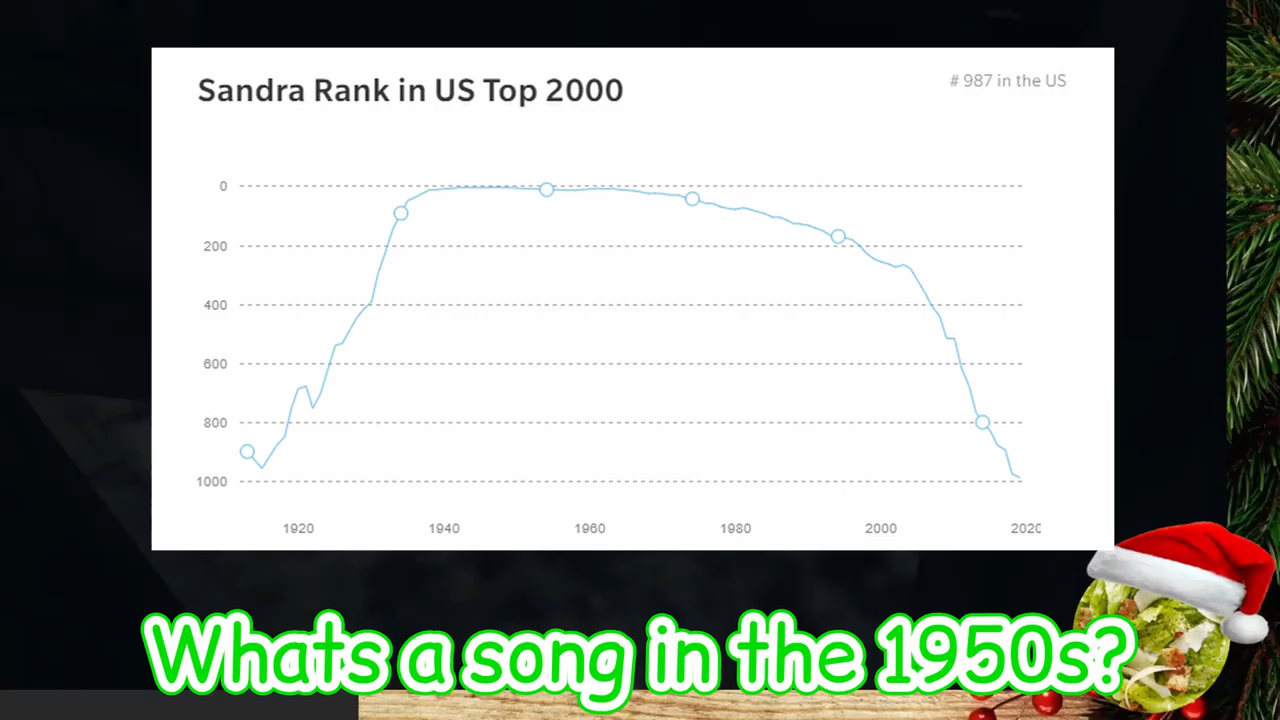 Sandra Rank in US Top 2000
# 987 in the US
0
200
400
600
800
1000
1920 1940 1960 1980 2000 2020
Whats a song in the 1950s?